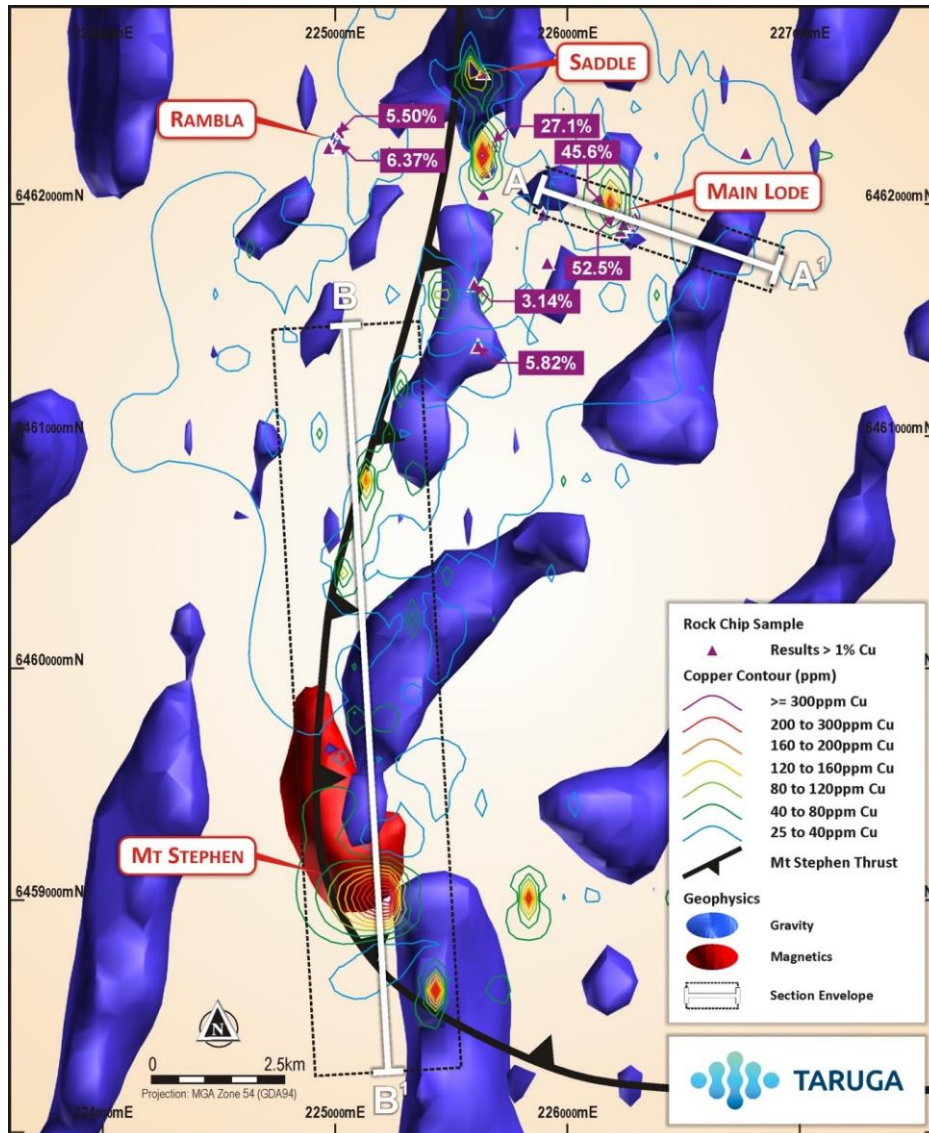 225000mE
226000mE
227000mE
SADDLE
RAMBLA
5.50%
6.37%
27.1%
45.6%
MAIN LODE
6462000mN
6462000mN
A
A1
52.5%
3.14%
5.82%
B
6461000mN
6461000mN
6460000mN
MT STEPHEN
6459000mN
B1
Rock Chip Sample
Results > 1% Cu
Copper Contour (ppm)
>= 300ppm Cu
200 to 300ppm Cu
160 to 200ppm Cu
120 to 160ppm Cu
80 to 120ppm Cu
40 to 80ppm Cu
25 to 40ppm Cu
Mt Stephen Thrust
Geophysics
Gravity
Magnetics
Section Envelope
N
0 2.5km
Projection: MGA Zone 54 (GDA94)
224000mE
225000mE
226000mE
TARUGA